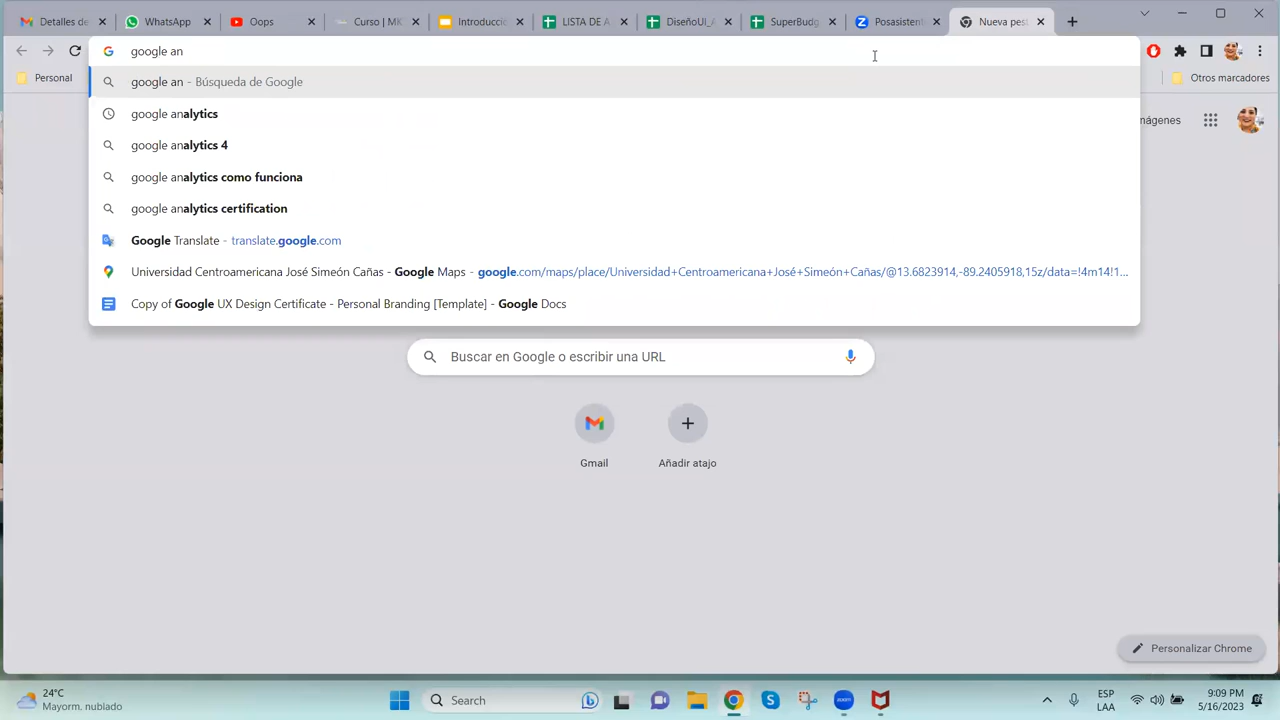 Detalles de
WhatsApp
Oops
Curso | MK
Introducció
LISTA DE A
DiseñoUI_A
SuperBudg
Posasistent
Nueva pest
google an
Personal
Otros marcadores
google an - Búsqueda de Google
google analytics
google analytics 4
google analytics como funciona
google analytics certification
Google Translate - translate.google.com
Universidad Centroamericana José Simeón Cañas - Google Maps - google.com/maps/place/Universidad+Centroamericana+José+Simeón+Cañas/@13.6823914,-89.2405918,15z/data=!4m14!1...
Copy of Google UX Design Certificate - Personal Branding [Template] - Google Docs
mágenes
Buscar en Google o escribir una URL
Gmail
Añadir atajo
Personalizar Chrome
24°C
Mayorm. nublado
Search
ESP
LAA
9:09 PM
5/16/2023